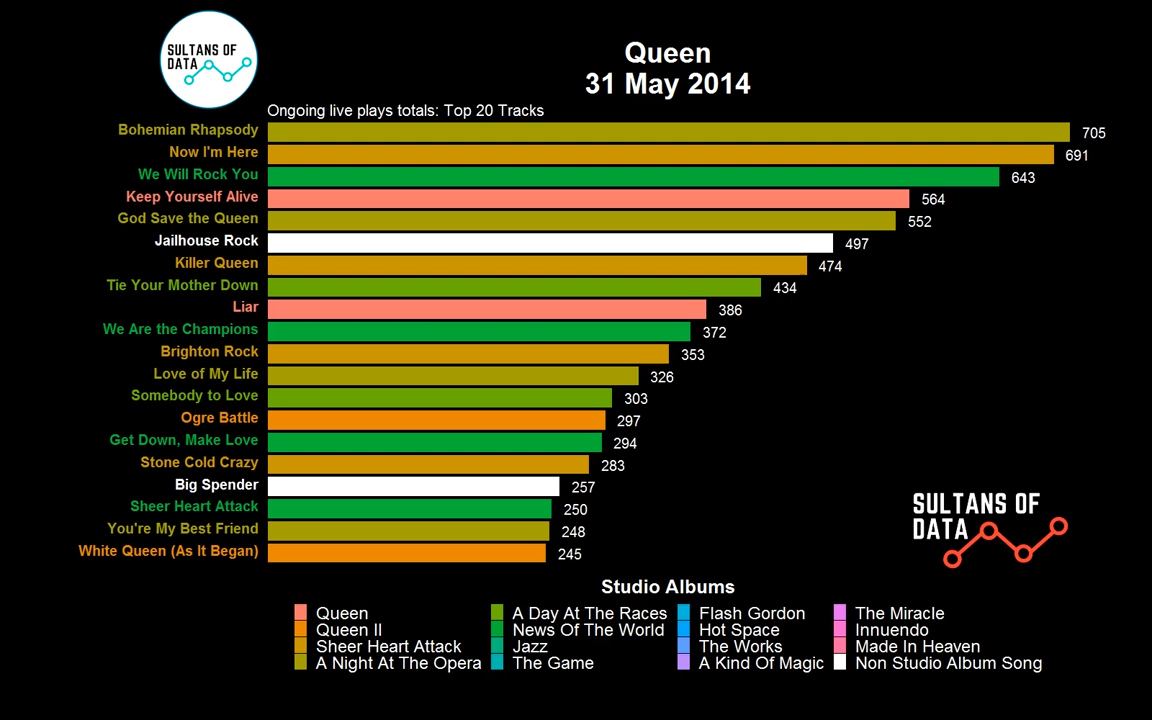 SULTANS OF
DATA
Queen
31 May 2014
Ongoing live plays totals: Top 20 Tracks
Bohemian Rhapsody 705
Now I'm Here 691
We Will Rock You 643
Keep Yourself Alive 564
God Save the Queen 552
Jailhouse Rock 497
Killer Queen 474
Tie Your Mother Down 434
Liar 386
We Are the Champions 372
Brighton Rock 353
Love of My Life 326
Somebody to Love 303
Ogre Battle 297
Get Down, Make Love 294
Stone Cold Crazy 283
Big Spender 257
Sheer Heart Attack 250
You're My Best Friend 248
White Queen (As It Began) 245
SULTANS OF
DATA
Studio Albums
Queen A Day At The Races Flash Gordon The Miracle
Queen II News Of The World Hot Space Innuendo
Sheer Heart Attack Jazz The Works Made In Heaven
A Night At The Opera The Game A Kind Of Magic Non Studio Album Song